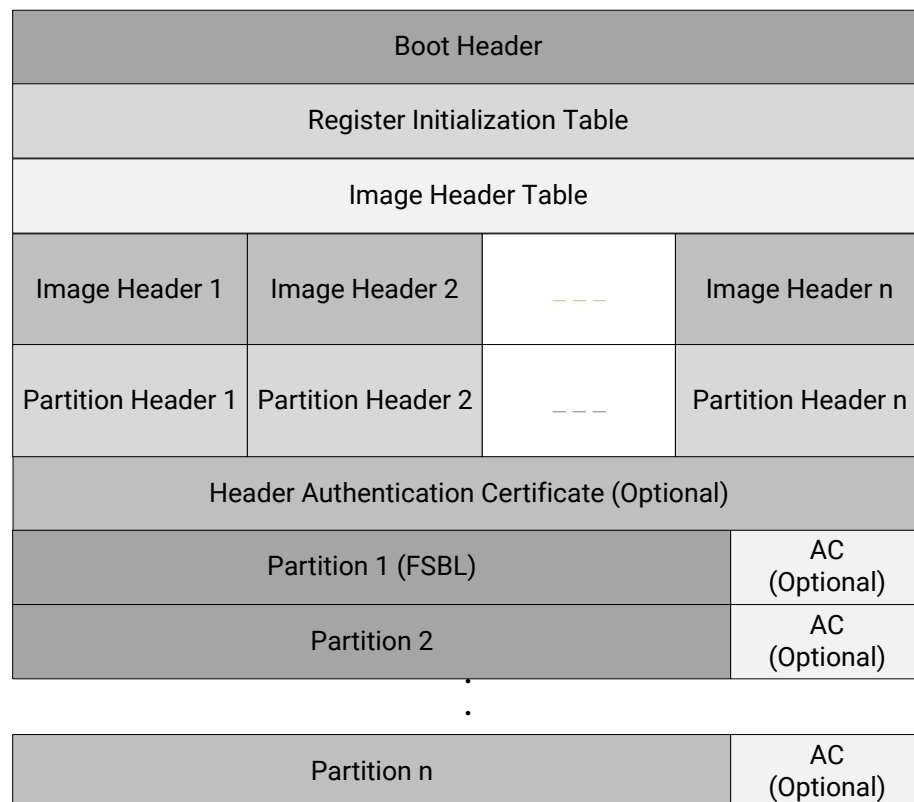 Boot Header
Register Initialization Table
Image Header Table
Image Header 1 Image Header 2 _ _ _ Image Header n
Partition Header 1 Partition Header 2 _ _ _ Partition Header n
Header Authentication Certificate (Optional)
Partition 1 (FSBL) AC
(Optional)
Partition 2 AC
(Optional)
.
.
Partition n AC
(Optional)